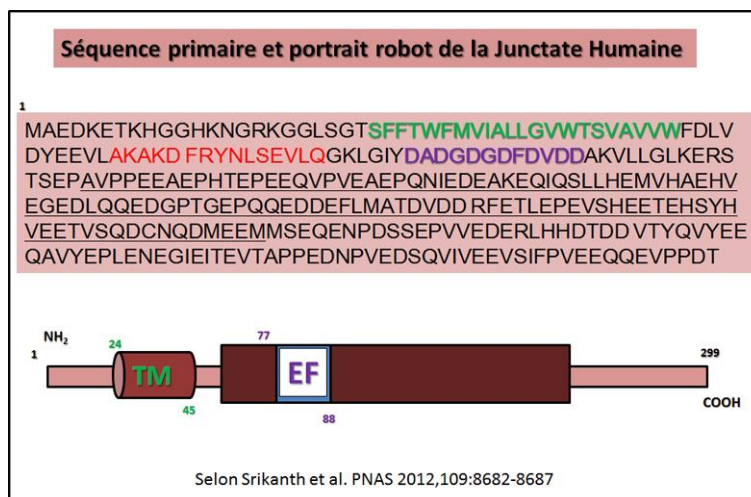 Séquence primaire et portrait robot de la Junctate Humaine
1
MAEDKETKHGGHKNGRKGGLSGTSFFTWFMVIALLGVWTSVAVVWFDLV
DYEEVLAKAKD FRYNLSEVLQGKLGIYDADGDGDFDVDDAKVLLGLKERS
TSEPAVPPEEAEPHTEPEEQVPVEAEPQNIEDEAKEQIQSLLHEMVHAEHV
EGEDLQQEDGPTGEPQQEDDEFLMATDVDD RFETLEPEVSHEETEHSYH
VEETVSQDCNQDMEEMMSEQENPDSSEPVVEDERLHHDTDD VTYQVYEE
QAVYEPLENEGIEITEVTAPPEDNPVEDSQVIVEEVSIFPVEEQQEVPPDT
NH2
1
24
TM
45
77
EF
88
299
COOH
Selon Srikanth et al. PNAS 2012,109:8682-8687